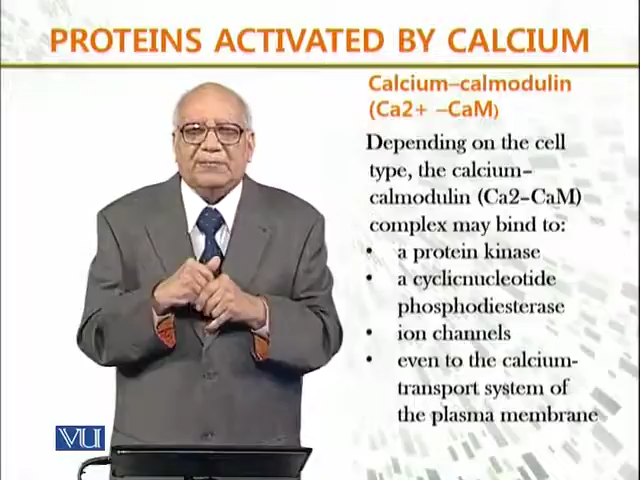 PROTEINS ACTIVATED BY CALCIUM
Calcium–calmodulin
(Ca2+ –CaM)
Depending on the cell
type, the calcium–
calmodulin (Ca2–CaM)
complex may bind to:
• a protein kinase
• a cyclicnucleotide
phosphodiesterase
• ion channels
• even to the calcium-
transport system of
the plasma membrane
VU